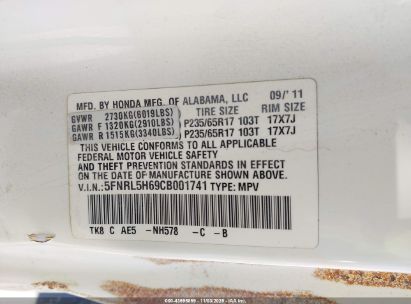 MFD. BY HONDA MFG. OF ALABAMA, LLC 09/'11
GVWR 2730KG(6019LBS) TIRE SIZE RIM SIZE
GAWR F 1320KG(2910LBS) P235/65R17 103T 17X7J
GAWR R 1515KG(3340LBS) P235/65R17 103T 17X7J
THIS VEHICLE CONFORMS TO ALL APPLICABLE
FEDERAL MOTOR VEHICLE SAFETY AND
THEFT PREVENTION STANDARDS IN EFFECT
ON THE DATE OF MANUFACTURE SHOWN ABOVE.
V.I.N.: 5FNRL5H69CB001741 TYPE: MPV
TK8 C AE5 -NH578 -C -B